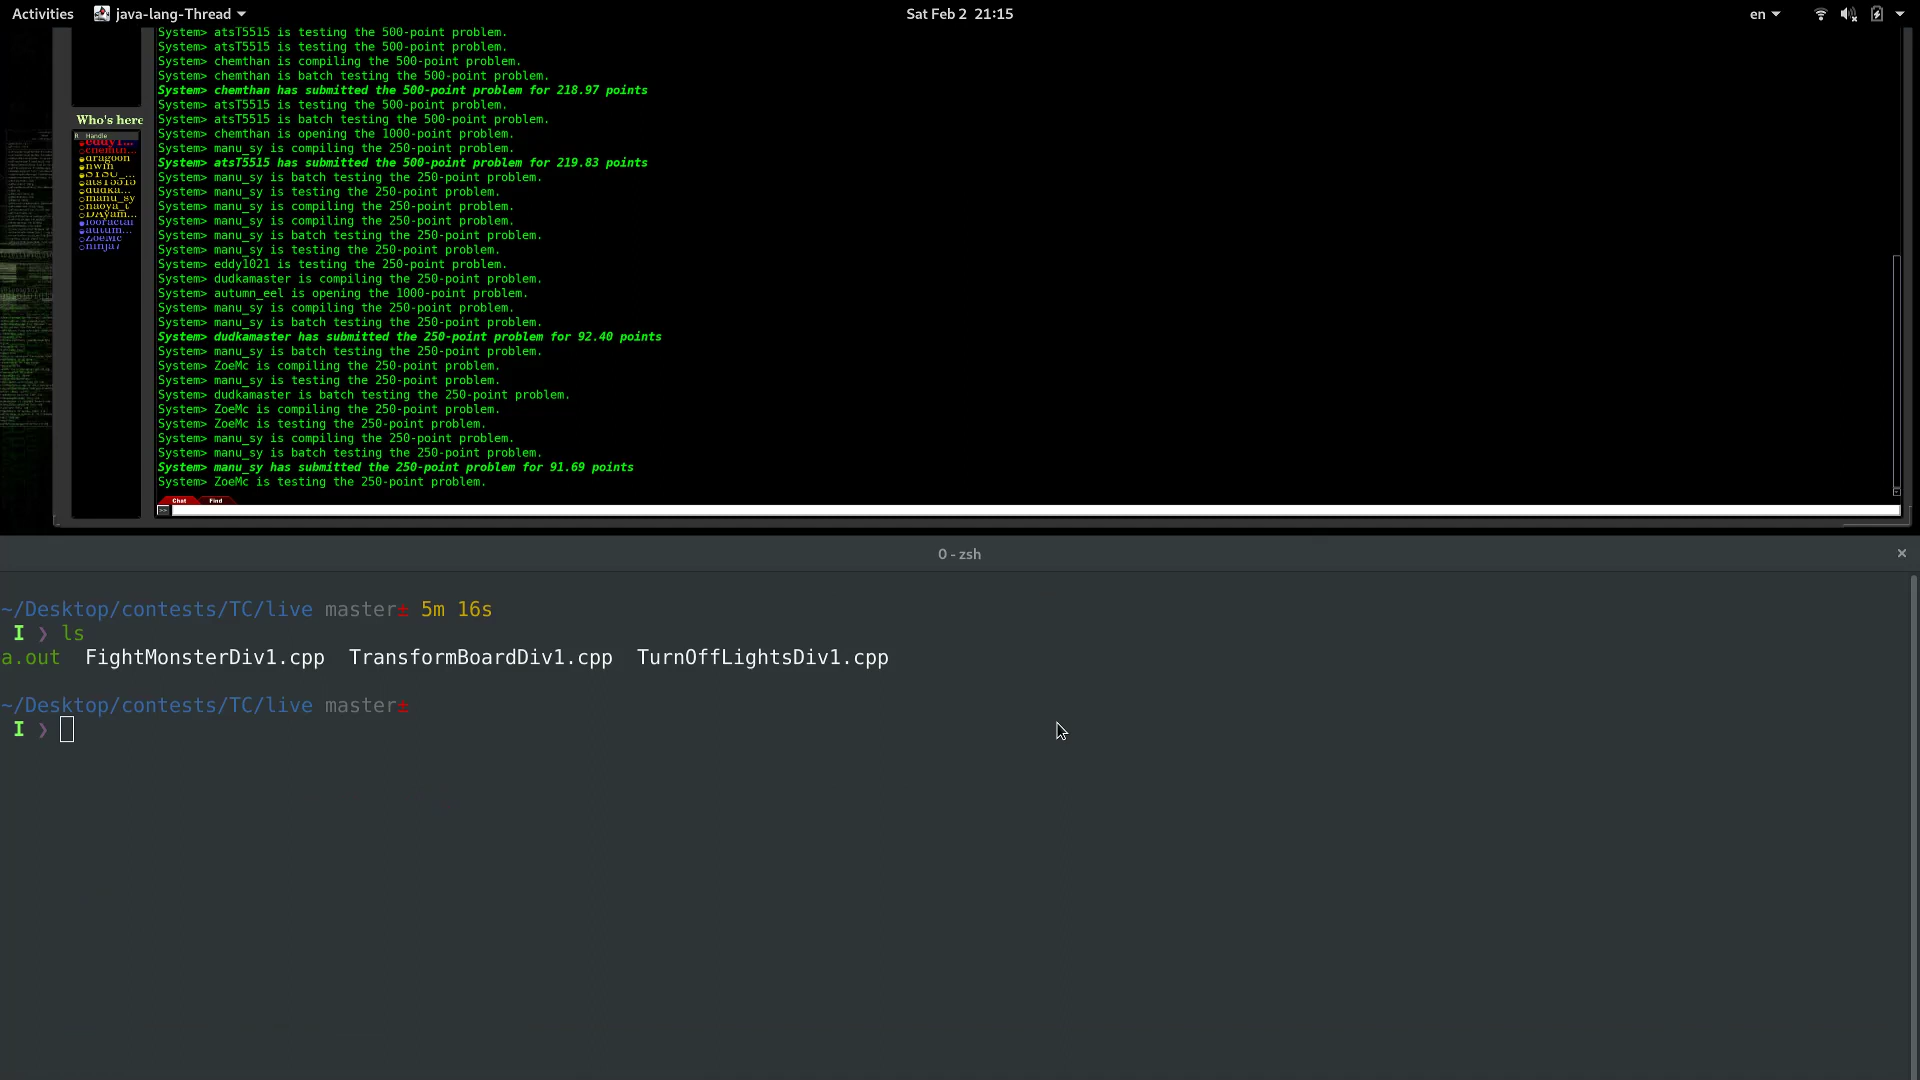 Activities java-lang-Thread Sat Feb 2 21:15 en
System> atsT5515 is testing the 500-point problem.
System> atsT5515 is testing the 500-point problem.
System> chemthan is compiling the 500-point problem.
System> chemthan is batch testing the 500-point problem.
System> chemthan has submitted the 500-point problem for 218.97 points
System> atsT5515 is testing the 500-point problem.
System> atsT5515 is batch testing the 500-point problem.
System> chemthan is opening the 1000-point problem.
System> manu_sy is compiling the 250-point problem.
System> atsT5515 has submitted the 500-point problem for 219.83 points
System> manu_sy is batch testing the 250-point problem.
System> manu_sy is testing the 250-point problem.
System> manu_sy is compiling the 250-point problem.
System> manu_sy is compiling the 250-point problem.
System> manu_sy is batch testing the 250-point problem.
System> manu_sy is testing the 250-point problem.
System> eddy1021 is testing the 250-point problem.
System> dudkamaster is compiling the 250-point problem.
System> autumn_eel is opening the 1000-point problem.
System> manu_sy is compiling the 250-point problem.
System> manu_sy is batch testing the 250-point problem.
System> dudkamaster has submitted the 250-point problem for 92.40 points
System> manu_sy is batch testing the 250-point problem.
System> ZoeMc is compiling the 250-point problem.
System> manu_sy is testing the 250-point problem.
System> dudkamaster is batch testing the 250-point problem.
System> ZoeMc is compiling the 250-point problem.
System> ZoeMc is testing the 250-point problem.
System> manu_sy is compiling the 250-point problem.
System> manu_sy is batch testing the 250-point problem.
System> manu_sy has submitted the 250-point problem for 91.69 points
System> ZoeMc is testing the 250-point problem.
Chat Find
>>
Who's here
R Handle
eddy1...
dragoon
nwin
atsT5515
dudka...
manu_sy
naoya_t
DAyam...
autum...
ZoeMc
ninja7
0 - zsh
~/Desktop/contests/TC/live master± 5m 16s
I ❯ ls
a.out FightMonsterDiv1.cpp TransformBoardDiv1.cpp TurnOffLightsDiv1.cpp
~/Desktop/contests/TC/live master±
I ❯